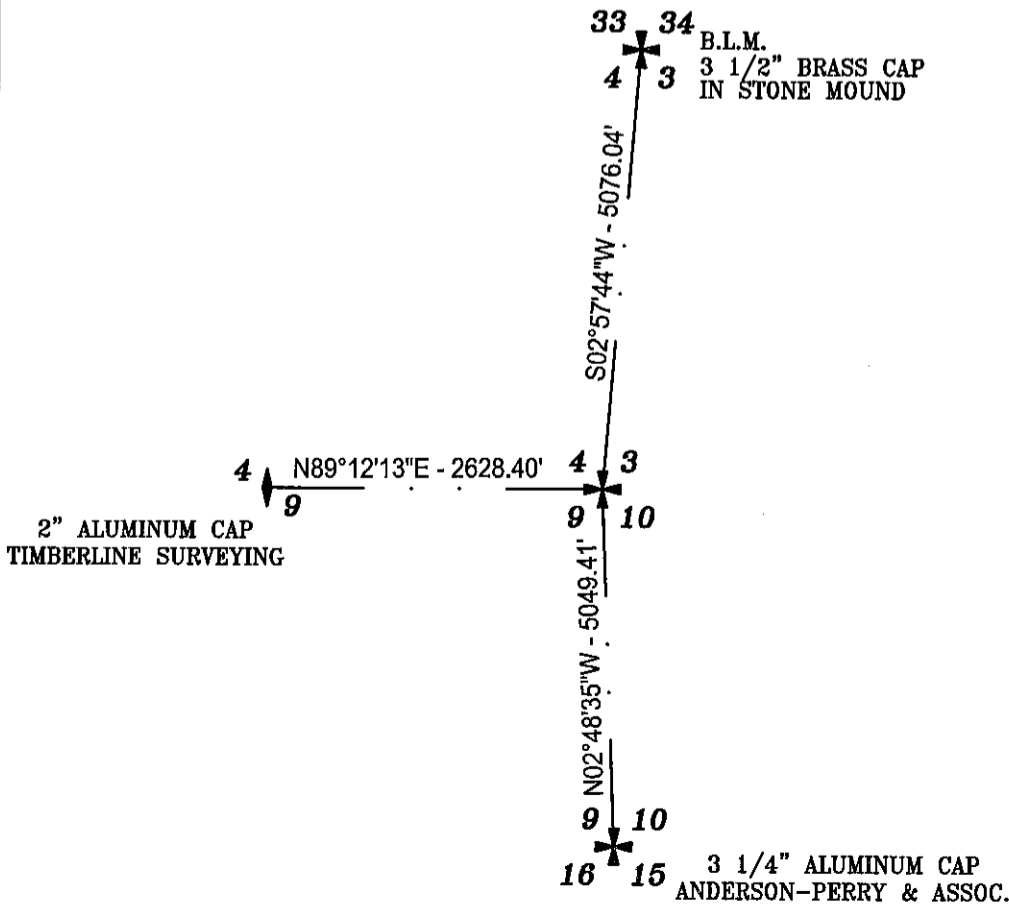 33 34
B.L.M.
4 3
3 1/2" BRASS CAP
IN STONE MOUND
S02°57'44"W - 5076.04'
4
N89°12'13"E - 2628.40'
4 3
9
9 10
2" ALUMINUM CAP
TIMBERLINE SURVEYING
N02°48'35"W - 5049.41'
9 10
16 15
3 1/4" ALUMINUM CAP
ANDERSON-PERRY & ASSOC.